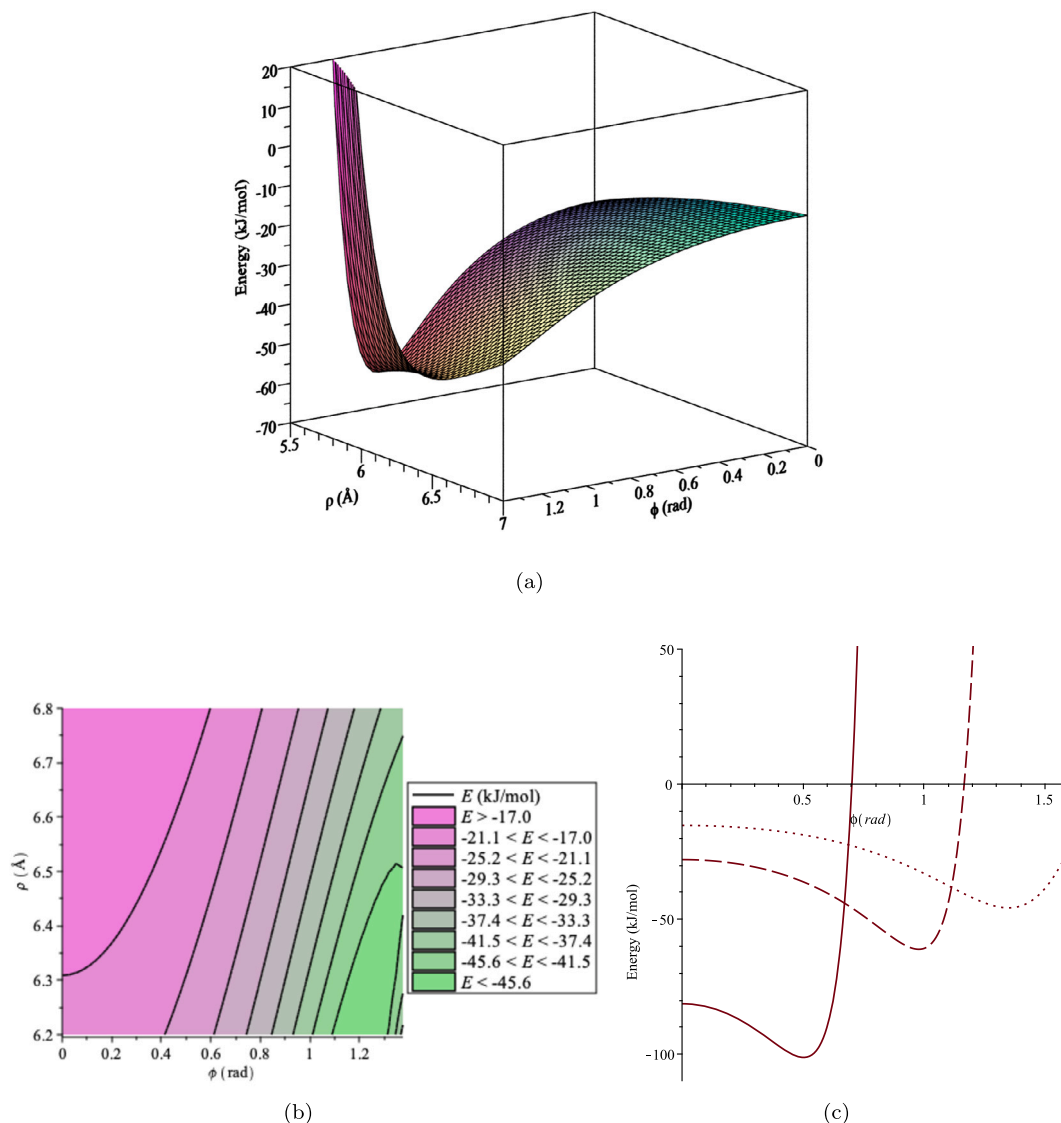 20
10
0
-10
-20
-30
-40
-50
-60
-70
Energy (kJ/mol)
5.5
6
6.5
7
ρ (Å)
1.2
1
0.8
0.6
0.4
0.2
0
ϕ (rad)
(a)
6.8
6.7
6.6
6.5
6.4
6.3
6.2
ρ (Å)
0
0.2
0.4
0.6
0.8
1
1.2
ϕ (rad)
E (kJ/mol)
E > -17.0
-21.1 < E < -17.0
-25.2 < E < -21.1
-29.3 < E < -25.2
-33.3 < E < -29.3
-37.4 < E < -33.3
-41.5 < E < -37.4
-45.6 < E < -41.5
E < -45.6
(b)
50
0
-50
-100
Energy (kJ/mol)
0.5
1
1.5
ϕ(rad)
(c)